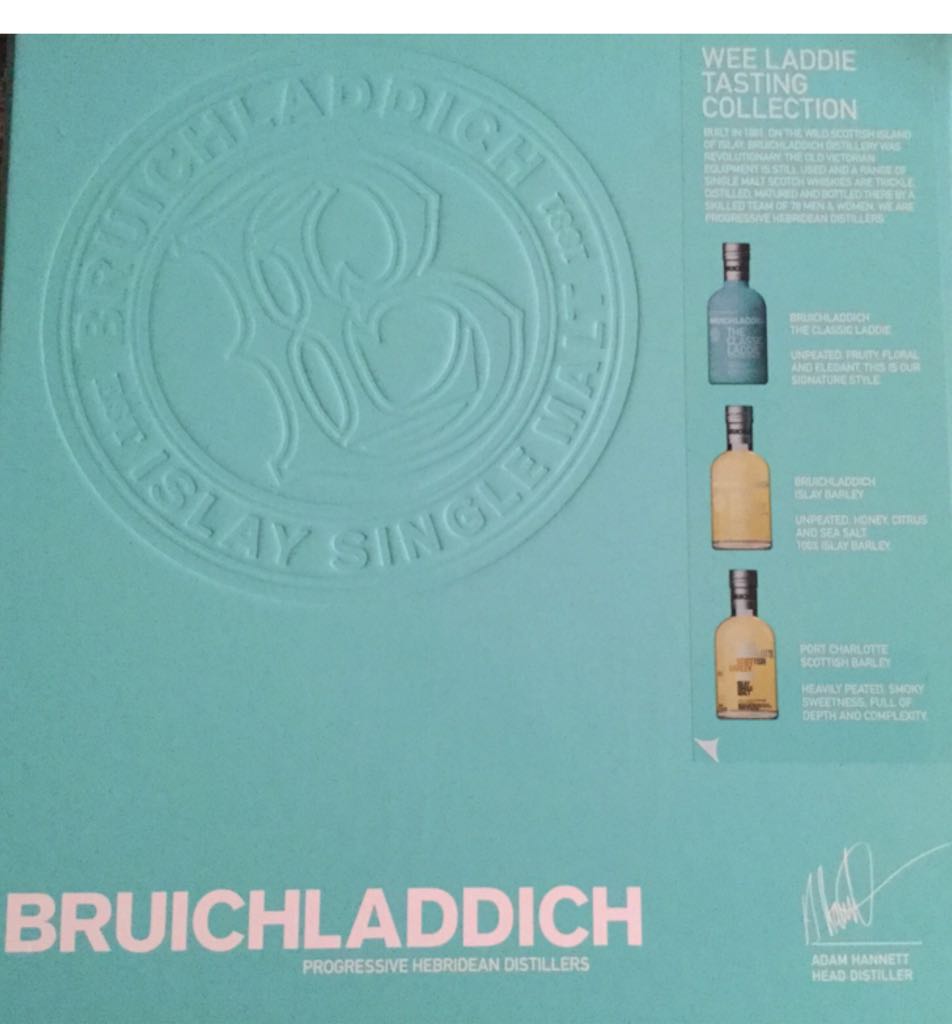 BRUICHLADDICH 1881
EST ISLAY SINGLE MALT
WEE LADDIE
TASTING
COLLECTION
BUILT IN 1881, ON THE WILD SCOTTISH ISLAND
OF ISLAY, BRUICHLADDICH DISTILLERY WAS
REVOLUTIONARY. THE OLD VICTORIAN
EQUIPMENT IS STILL USED AND A RANGE OF
SINGLE MALT SCOTCH WHISKIES ARE TRICKLE
DISTILLED, MATURED AND BOTTLED THERE BY A
SKILLED TEAM OF 78 MEN & WOMEN. WE ARE
PROGRESSIVE HEBRIDEAN DISTILLERS.
BRUICHLADDICH
THE
CLASSIC
LADDIE
BRUICHLADDICH
THE CLASSIC LADDIE
UNPEATED, FRUITY, FLORAL
AND ELEGANT, THIS IS OUR
SIGNATURE STYLE.
BRUICHLADDICH
ISLAY BARLEY
UNPEATED, HONEY, CITRUS
AND SEA SALT.
100% ISLAY BARLEY.
PORT CHARLOTTE
SCOTTISH BARLEY
HEAVILY PEATED, SMOKY
SWEETNESS, FULL OF
DEPTH AND COMPLEXITY.
BRUICHLADDICH
PROGRESSIVE HEBRIDEAN DISTILLERS
ADAM HANNETT
HEAD DISTILLER